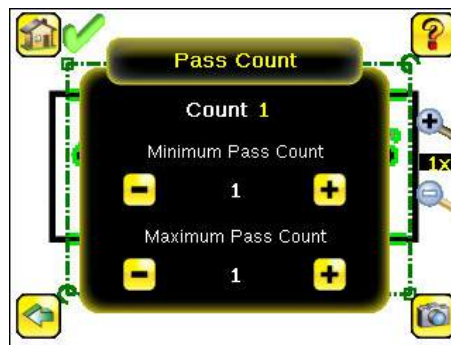 Pass Count
Count 1
Minimum Pass Count
- 1 +
1x
Maximum Pass Count
- 1 +